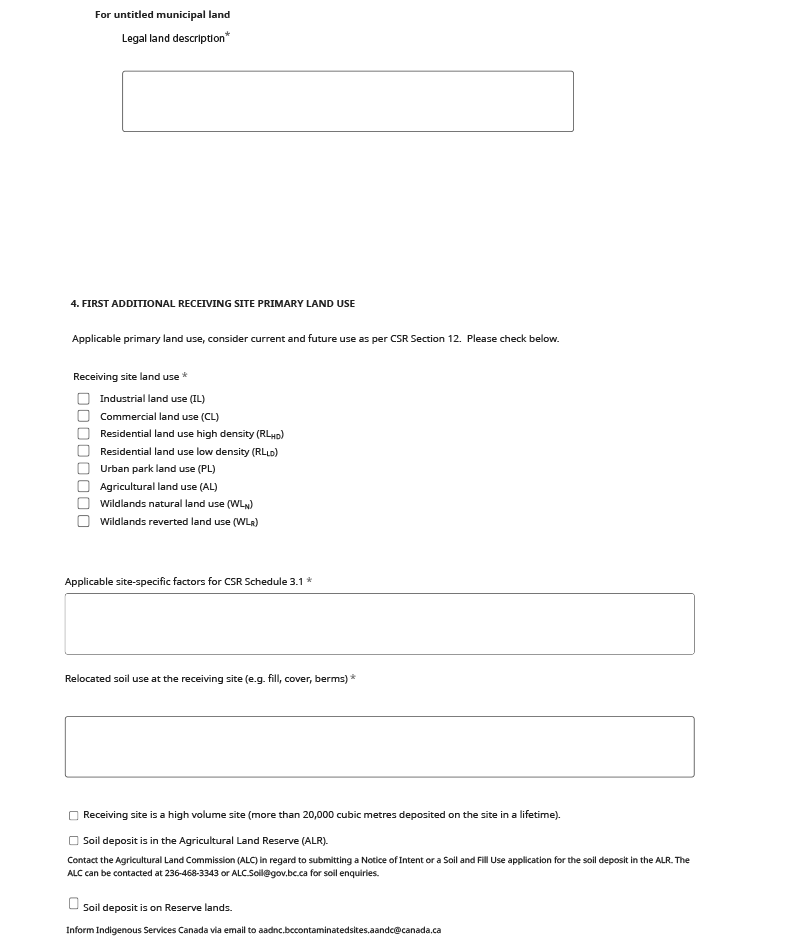 For untitled municipal land
Legal land description*
4. FIRST ADDITIONAL RECEIVING SITE PRIMARY LAND USE
Applicable primary land use, consider current and future use as per CSR Section 12.  Please check below.
Receiving site land use *
Industrial land use (IL)
Commercial land use (CL)
Residential land use high density (RLHD)
Residential land use low density (RLLD)
Urban park land use (PL)
Agricultural land use (AL)
Wildlands natural land use (WLN)
Wildlands reverted land use (WLR)
Applicable site-specific factors for CSR Schedule 3.1 *
Relocated soil use at the receiving site (e.g. fill, cover, berms) *
Receiving site is a high volume site (more than 20,000 cubic metres deposited on the site in a lifetime).
Soil deposit is in the Agricultural Land Reserve (ALR).
Contact the Agricultural Land Commission (ALC) in regard to submitting a Notice of Intent or a Soil and Fill Use application for the soil deposit in the ALR. The
ALC can be contacted at 236-468-3343 or ALC.Soil@gov.bc.ca for soil enquiries.
Soil deposit is on Reserve lands.
Inform Indigenous Services Canada via email to aadnc.bccontaminatedsites.aandc@canada.ca